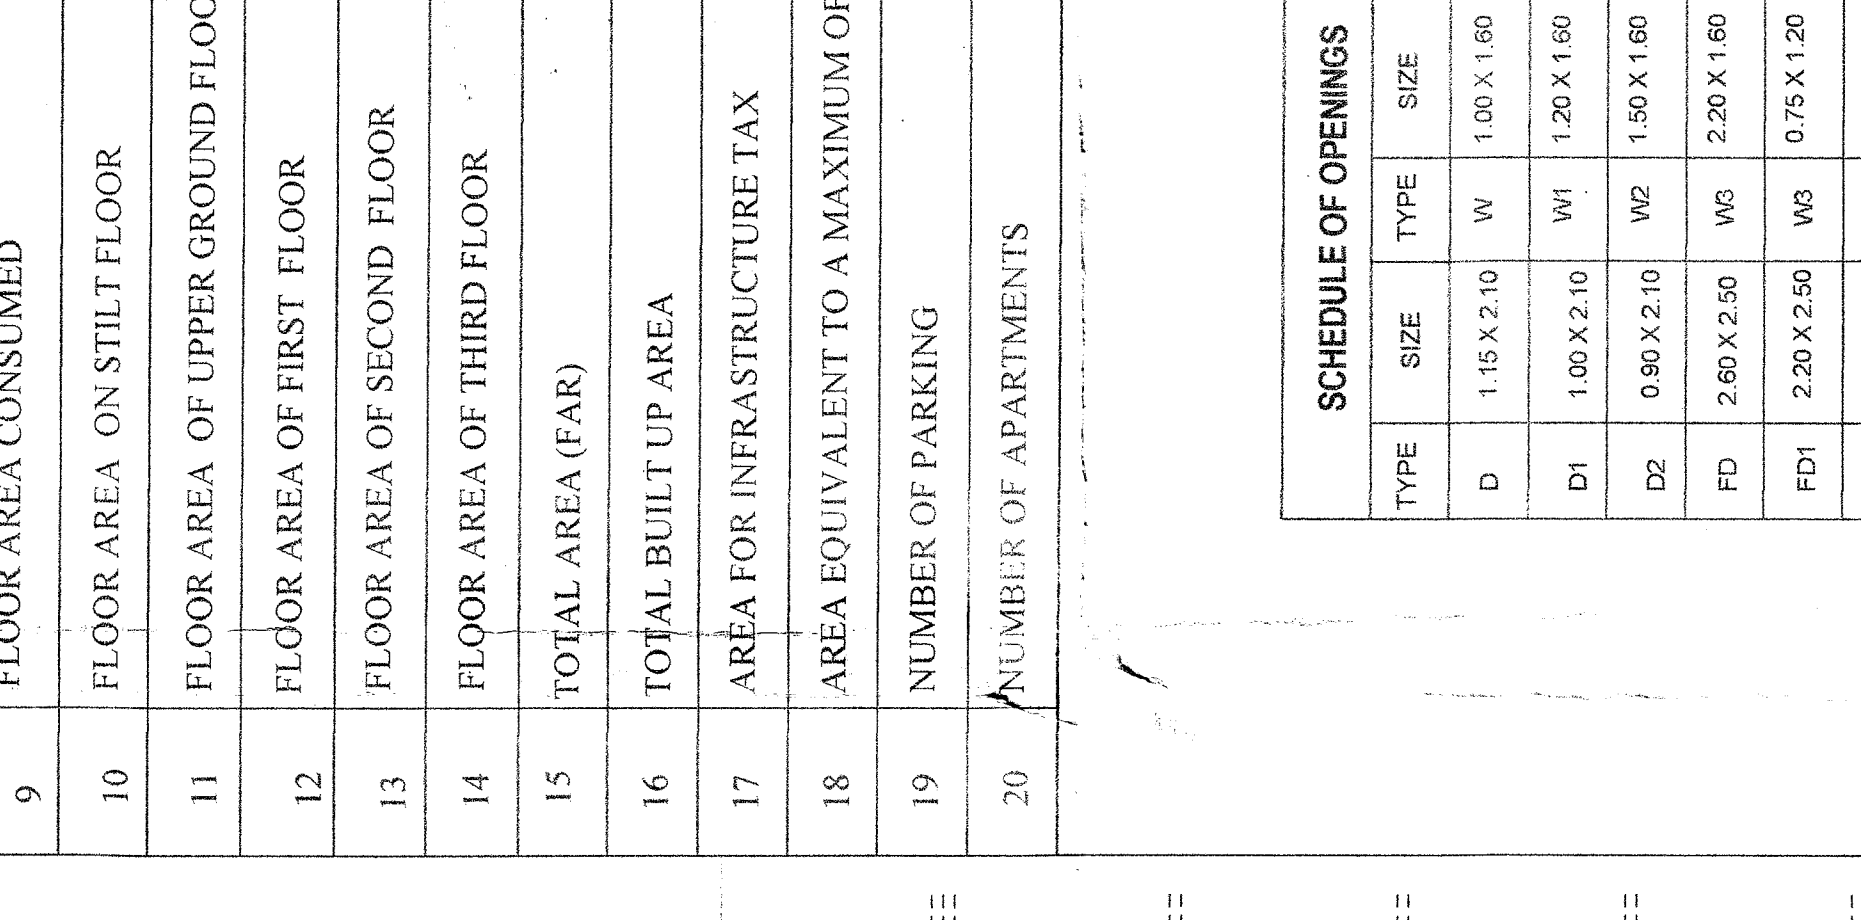 9 FLOOR AREA CONSUMED
10 FLOOR AREA ON STILT FLOOR
11 FLOOR AREA OF UPPER GROUND FLOO
12 FLOOR AREA OF FIRST FLOOR
13 FLOOR AREA OF SECOND FLOOR
14 FLOOR AREA OF THIRD FLOOR
15 TOTAL AREA (FAR)
16 TOTAL BUILT UP AREA
17 AREA FOR INFRASTRUCTURE TAX
18 AREA EQUIVALENT TO A MAXIMUM OF
19 NUMBER OF PARKING
20 NUMBER OF APARTMENTS
SCHEDULE OF OPENINGS
TYPE SIZE TYPE SIZE
D 1.15 X 2.10 W 1.00 X 1.60
D1 1.00 X 2.10 W1 1.20 X 1.60
D2 0.90 X 2.10 W2 1.50 X 1.60
FD 2.60 X 2.50 W3 2.20 X 1.60
FD1 2.20 X 2.50 W3 0.75 X 1.20